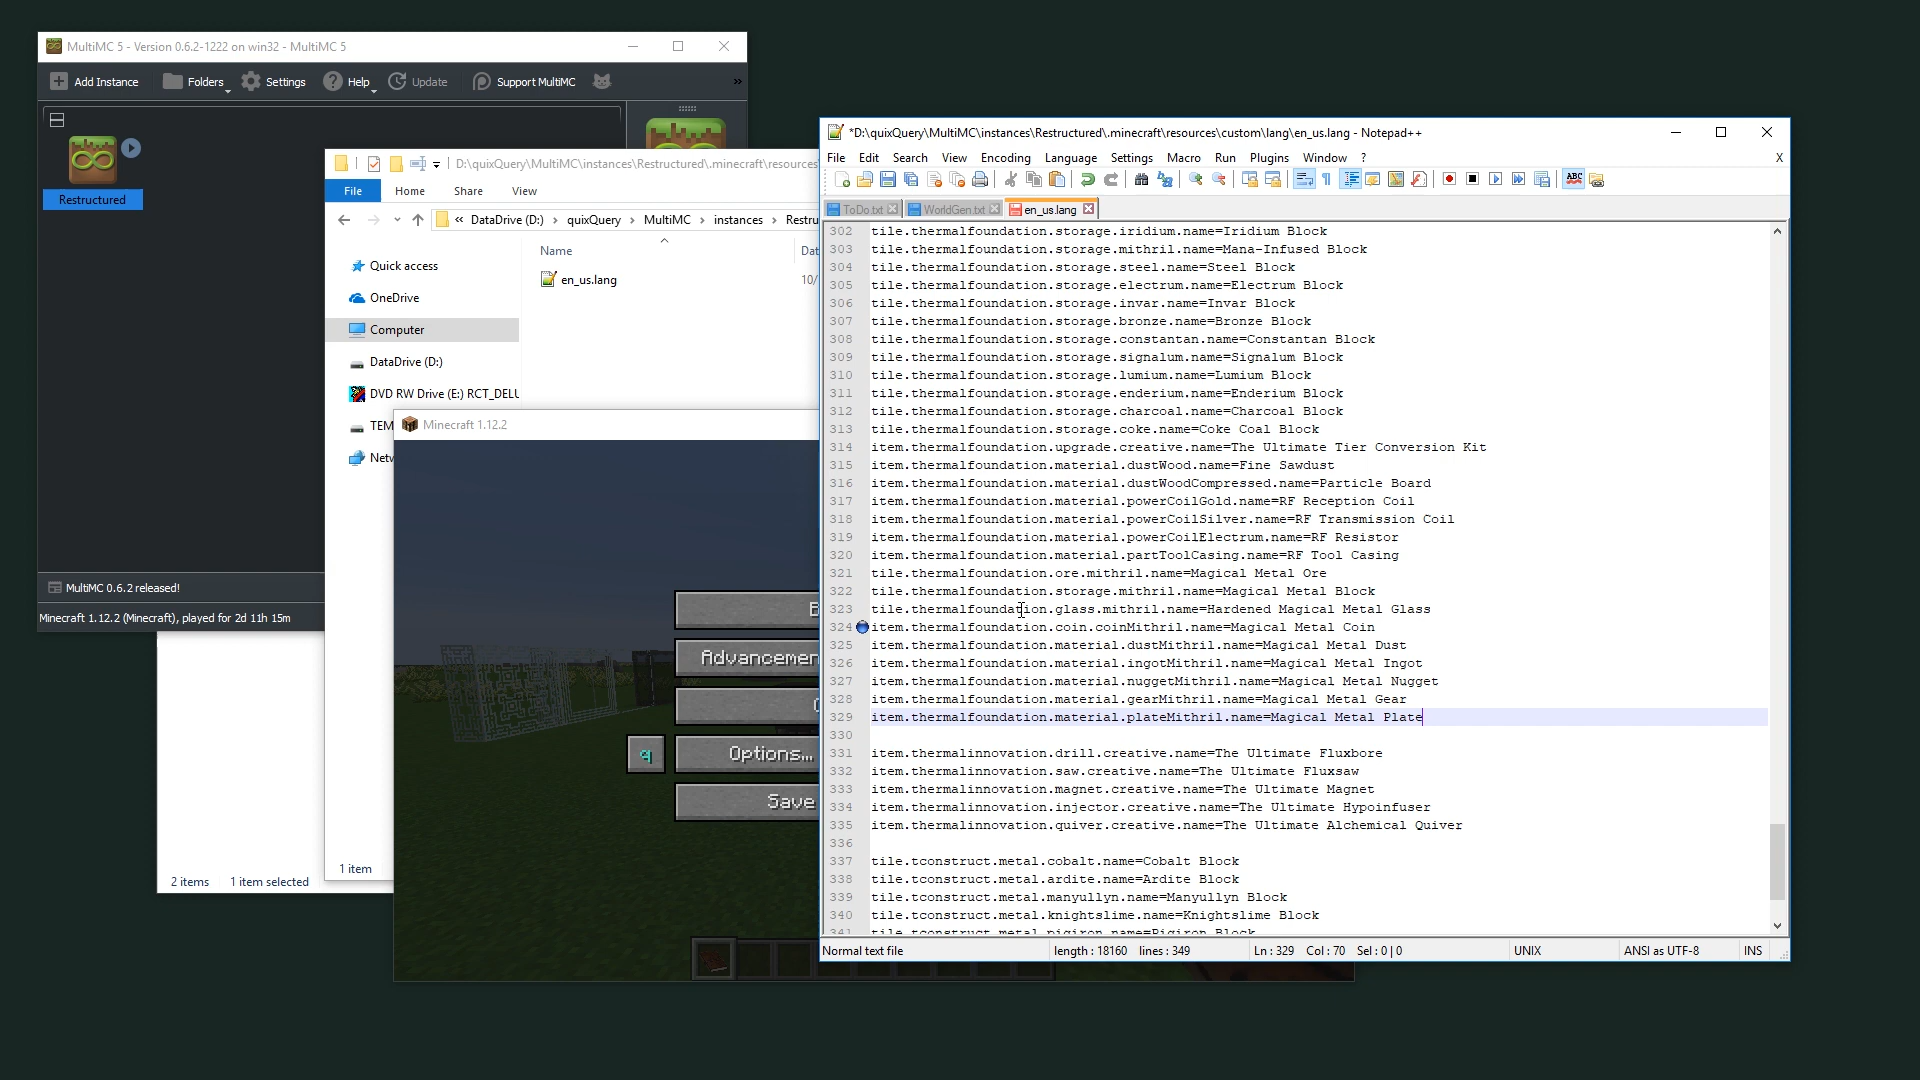 MultiMC 5 - Version 0.6.2-1222 on win32 - MultiMC 5
Add Instance
Folders
Settings
Help
Update
Support MultiMC
»
Restructured
MultiMC 0.6.2 released!
Minecraft 1.12.2 (Minecraft), played for 2d 11h 15m
2 items
1 item selected
D:\quixQuery\MultiMC\instances\Restructured\.minecraft\resources
File
Home
Share
View
« DataDrive (D:) › quixQuery › MultiMC › instances › Restru
Name
Dat
en_us.lang
10/
Quick access
OneDrive
Computer
DataDrive (D:)
DVD RW Drive (E:) RCT_DELU
TEM
Netw
1 item
Minecraft 1.12.2
Advancemen
q
Options...
Save
*D:\quixQuery\MultiMC\instances\Restructured\.minecraft\resources\custom\lang\en_us.lang - Notepad++
File Edit Search View Encoding Language Settings Macro Run Plugins Window ? X
ABC
ToDo.txt
WorldGen.txt
en_us.lang
302 tile.thermalfoundation.storage.iridium.name=Iridium Block
303 tile.thermalfoundation.storage.mithril.name=Mana-Infused Block
304 tile.thermalfoundation.storage.steel.name=Steel Block
305 tile.thermalfoundation.storage.electrum.name=Electrum Block
306 tile.thermalfoundation.storage.invar.name=Invar Block
307 tile.thermalfoundation.storage.bronze.name=Bronze Block
308 tile.thermalfoundation.storage.constantan.name=Constantan Block
309 tile.thermalfoundation.storage.signalum.name=Signalum Block
310 tile.thermalfoundation.storage.lumium.name=Lumium Block
311 tile.thermalfoundation.storage.enderium.name=Enderium Block
312 tile.thermalfoundation.storage.charcoal.name=Charcoal Block
313 tile.thermalfoundation.storage.coke.name=Coke Coal Block
314 item.thermalfoundation.upgrade.creative.name=The Ultimate Tier Conversion Kit
315 item.thermalfoundation.material.dustWood.name=Fine Sawdust
316 item.thermalfoundation.material.dustWoodCompressed.name=Particle Board
317 item.thermalfoundation.material.powerCoilGold.name=RF Reception Coil
318 item.thermalfoundation.material.powerCoilSilver.name=RF Transmission Coil
319 item.thermalfoundation.material.powerCoilElectrum.name=RF Resistor
320 item.thermalfoundation.material.partToolCasing.name=RF Tool Casing
321 tile.thermalfoundation.ore.mithril.name=Magical Metal Ore
322 tile.thermalfoundation.storage.mithril.name=Magical Metal Block
323 tile.thermalfoundation.glass.mithril.name=Hardened Magical Metal Glass
324 item.thermalfoundation.coin.coinMithril.name=Magical Metal Coin
325 item.thermalfoundation.material.dustMithril.name=Magical Metal Dust
326 item.thermalfoundation.material.ingotMithril.name=Magical Metal Ingot
327 item.thermalfoundation.material.nuggetMithril.name=Magical Metal Nugget
328 item.thermalfoundation.material.gearMithril.name=Magical Metal Gear
329 item.thermalfoundation.material.plateMithril.name=Magical Metal Plate
330
331 item.thermalinnovation.drill.creative.name=The Ultimate Fluxbore
332 item.thermalinnovation.saw.creative.name=The Ultimate Fluxsaw
333 item.thermalinnovation.magnet.creative.name=The Ultimate Magnet
334 item.thermalinnovation.injector.creative.name=The Ultimate Hypoinfuser
335 item.thermalinnovation.quiver.creative.name=The Ultimate Alchemical Quiver
336
337 tile.tconstruct.metal.cobalt.name=Cobalt Block
338 tile.tconstruct.metal.ardite.name=Ardite Block
339 tile.tconstruct.metal.manyullyn.name=Manyullyn Block
340 tile.tconstruct.metal.knightslime.name=Knightslime Block
341 tile.tconstruct.metal.pigiron.name=Pigiron Block
Normal text file
length : 18160 lines : 349
Ln : 329 Col : 70 Sel : 0 | 0
UNIX
ANSI as UTF-8
INS